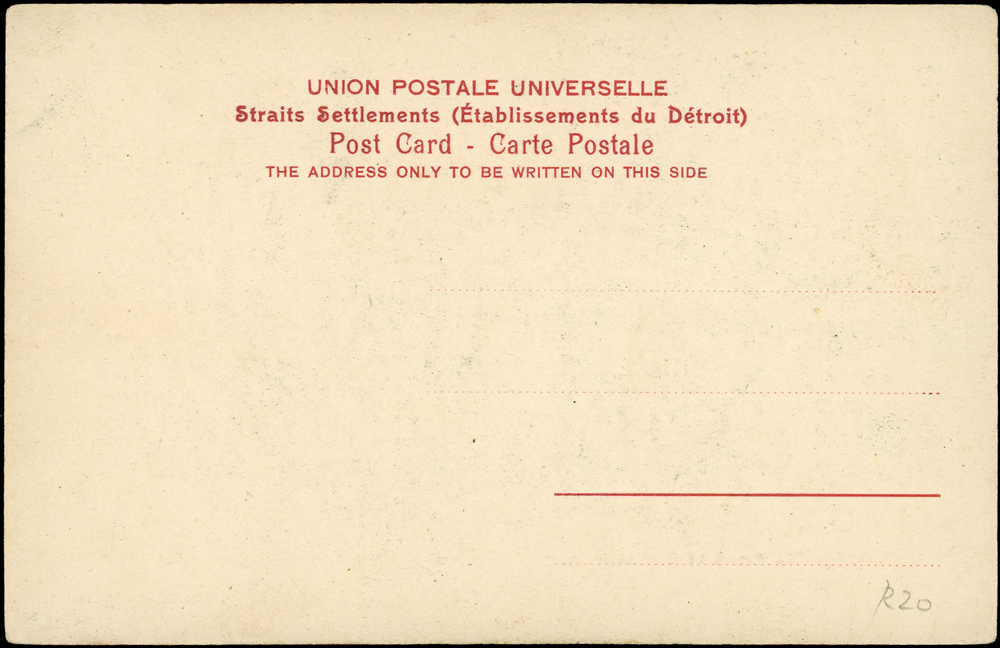 UNION POSTALE UNIVERSELLE
Straits Settlements (Établissements du Détroit)
Post Card - Carte Postale
THE ADDRESS ONLY TO BE WRITTEN ON THIS SIDE
R20